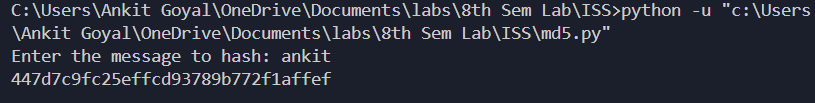 C:\Users\Ankit Goyal\OneDrive\Documents\labs\8th Sem Lab\ISS>python -u "c:\Users
\Ankit Goyal\OneDrive\Documents\labs\8th Sem Lab\ISS\md5.py"
Enter the message to hash: ankit
447d7c9fc25effcd93789b772f1affef